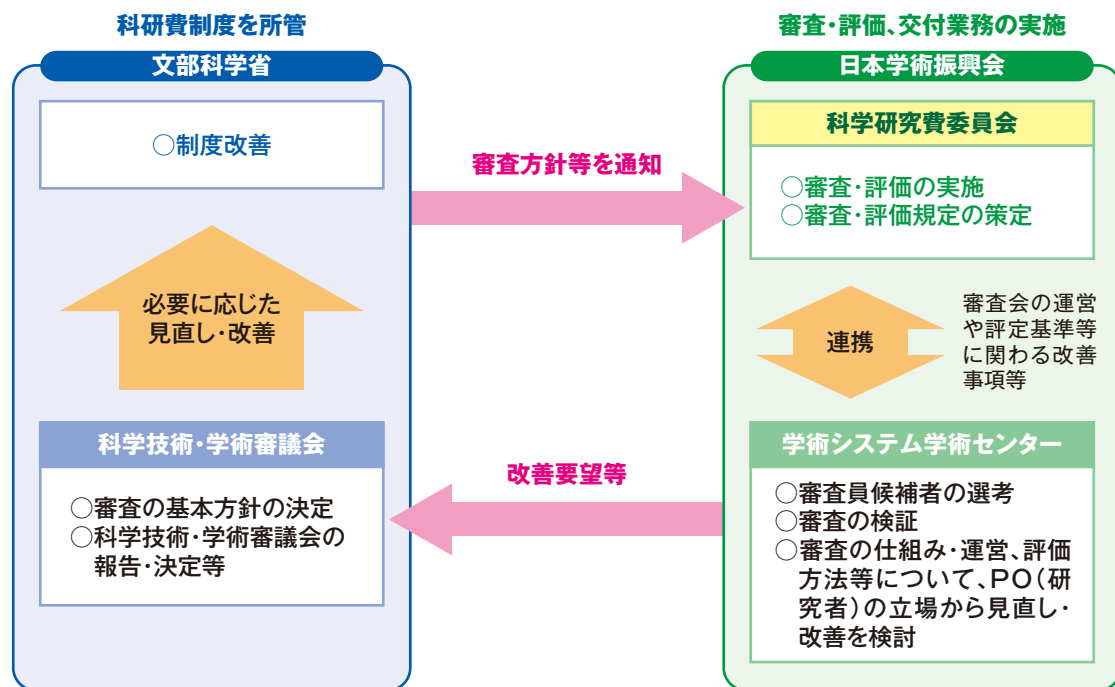 科研費制度を所管
文部科学省
○制度改善
必要に応じた
見直し・改善
科学技術・学術審議会
○審査の基本方針の決定
○科学技術・学術審議会の
報告・決定等
審査方針等を通知
改善要望等
審査・評価、交付業務の実施
日本学術振興会
科学研究費委員会
○審査・評価の実施
○審査・評価規定の策定
連携
審査会の運営
や評定基準等
に関わる改善
事項等
学術システム学術センター
○審査員候補者の選考
○審査の検証
○審査の仕組み・運営、評価
方法等について、PO（研
究者）の立場から見直し・
改善を検討